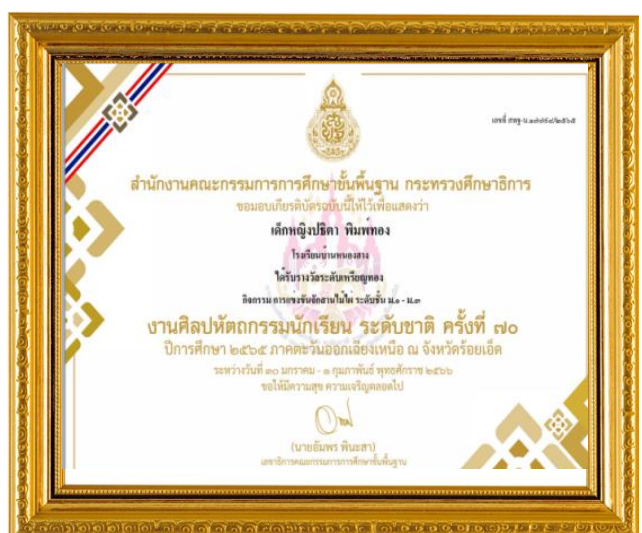 สำนักงานคณะกรรมการการศึกษาขั้นพื้นฐาน กระทรวงศึกษาธิการ
ขอมอบเกียรติบัตรฉบับนี้ให้ไว้เพื่อแสดงว่า
เด็กหญิงปธิตา พิมพ์ทอง
โรงเรียนบ้านหนองสาง
ได้รับรางวัลระดับเหรียญทอง
กิจกรรม การแข่งขันจักสานไม้ไผ่ ระดับชั้น ม.๑ - ม.๓
งานศิลปหัตถกรรมนักเรียน ระดับชาติ ครั้งที่ ๗๐
ปีการศึกษา ๒๕๖๕ ภาคตะวันออกเฉียงเหนือ ณ จังหวัดร้อยเอ็ด
ระหว่างวันที่ ๓๐ มกราคม - ๑ กุมภาพันธ์ พุทธศักราช ๒๕๖๖
ขอให้มีความสุข ความเจริญตลอดไป
(นายอัมพร พินะสา)
เลขาธิการคณะกรรมการการศึกษาขั้นพื้นฐาน